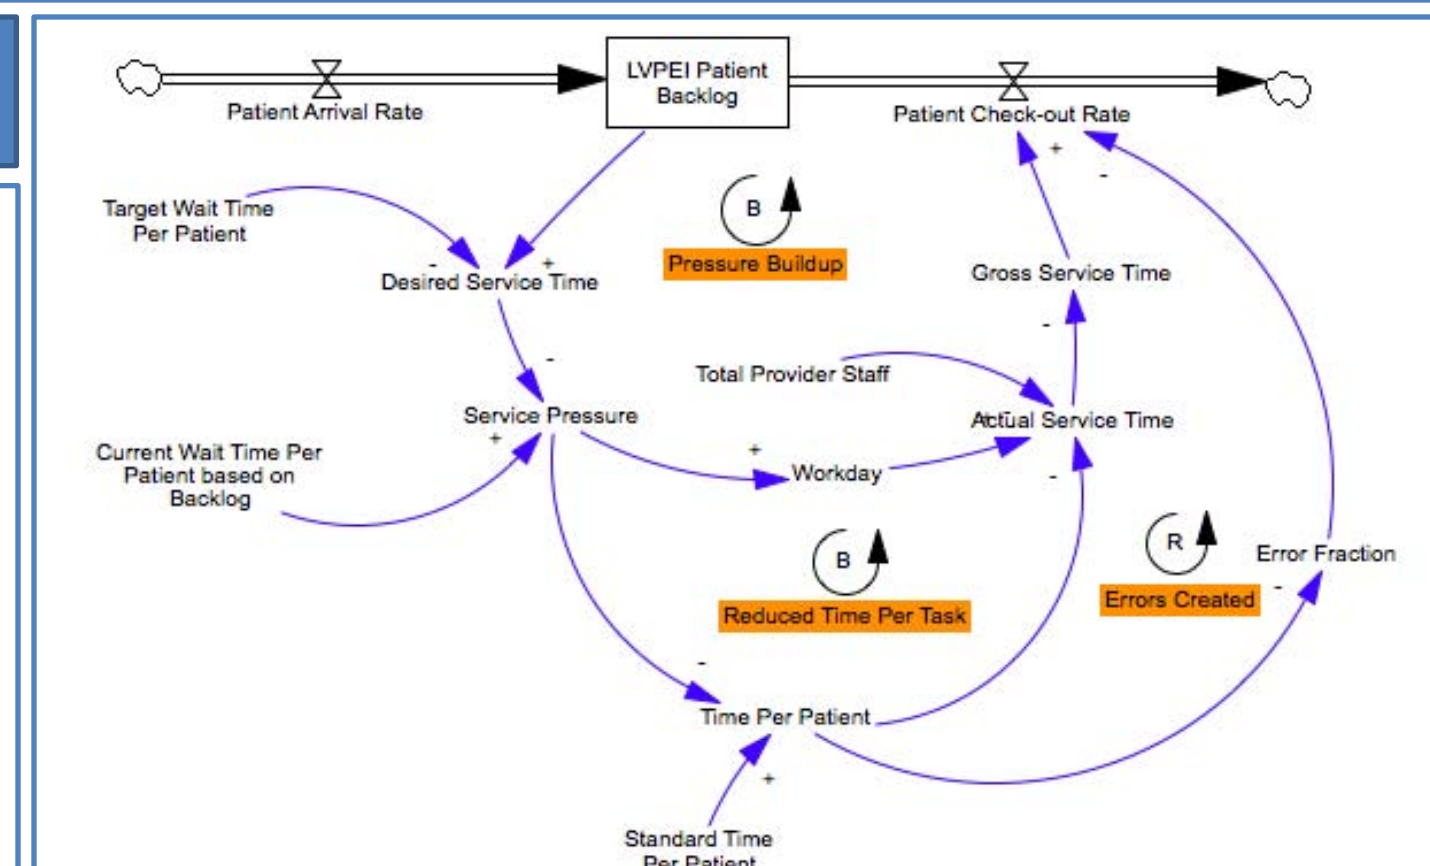 LVPEI Patient
Backlog
Patient Arrival Rate
Patient Check-out Rate
+
-
Target Wait Time
Per Patient
B
Pressure Buildup
-
+
Desired Service Time
Gross Service Time
-
-
Total Provider Staff
Service Pressure
+
Actual Service Time
Current Wait Time Per
Patient based on
Backlog
+
Workday
-
B
Reduced Time Per Task
R
Errors Created
Error Fraction
-
-
Time Per Patient
+
Standard Time
Per Patient